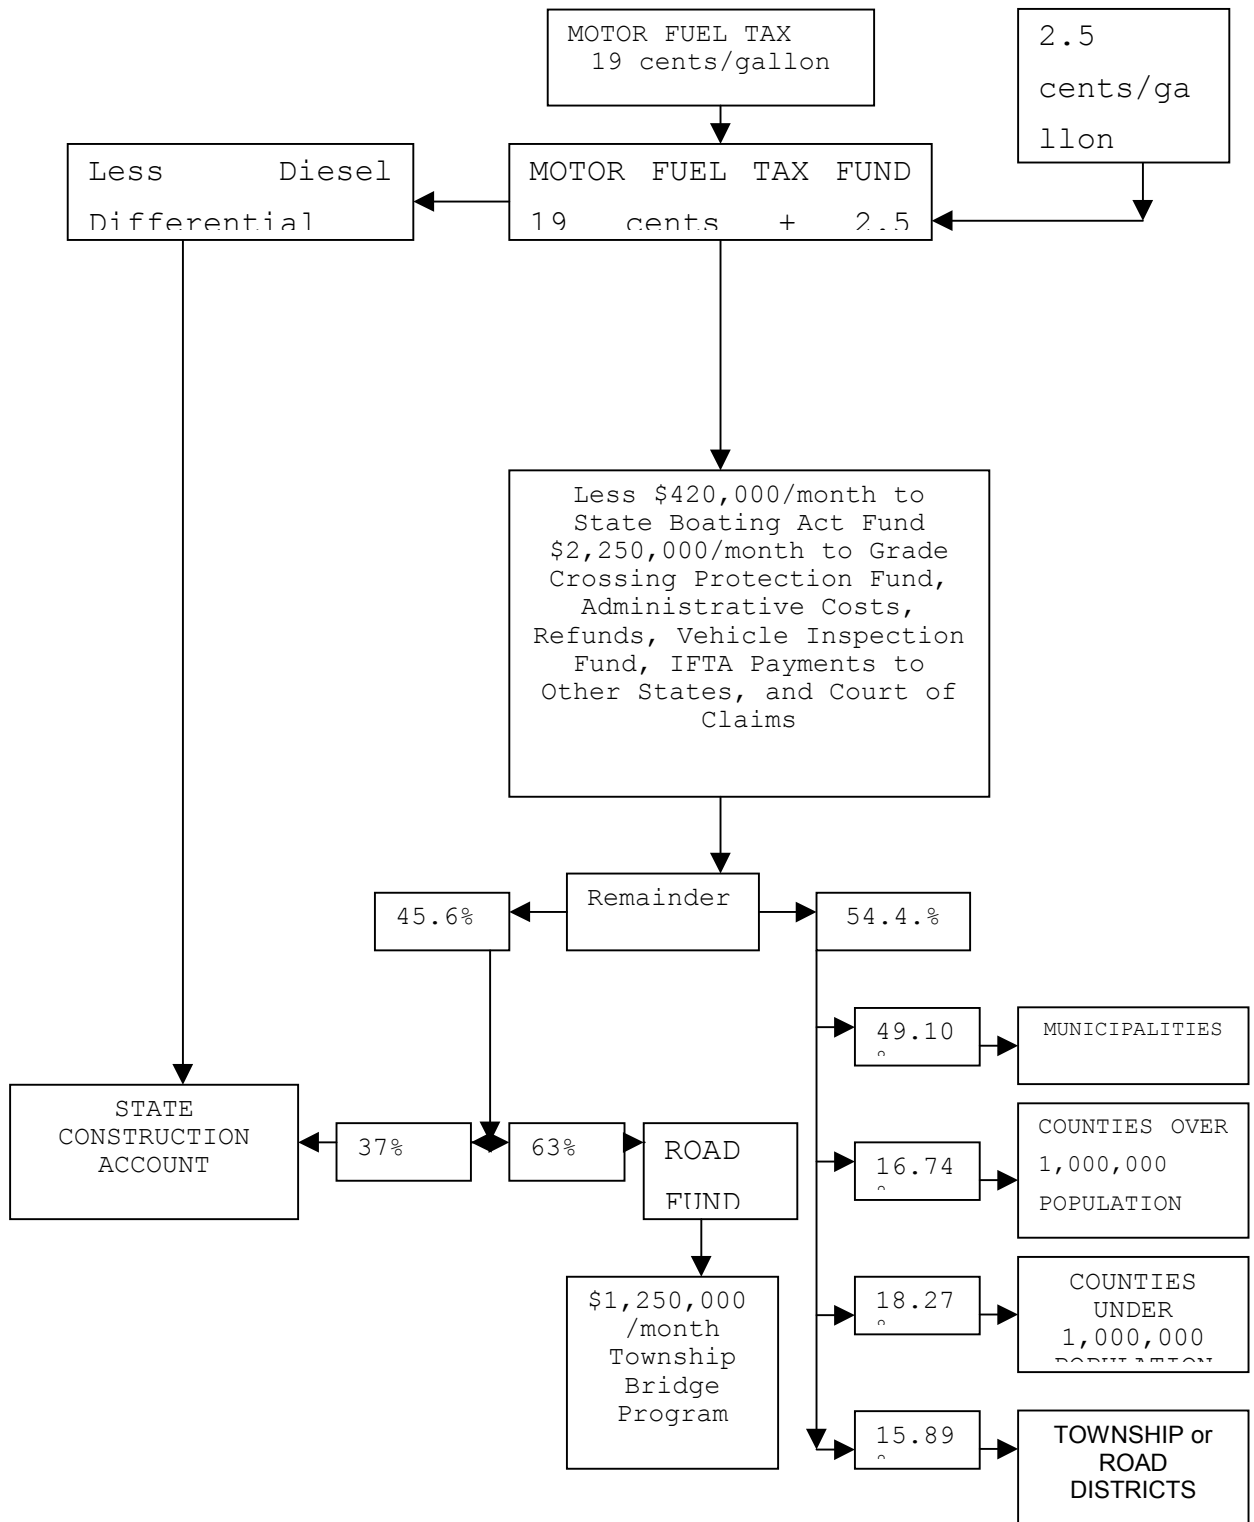 MOTOR FUEL TAX
19 cents/gallon
2.5
cents/ga
llon
Less Diesel
Differential
MOTOR FUEL TAX FUND
19 cents + 2.5
Less $420,000/month to
State Boating Act Fund
$2,250,000/month to Grade
Crossing Protection Fund,
Administrative Costs,
Refunds, Vehicle Inspection
Fund, IFTA Payments to
Other States, and Court of
Claims
Remainder
45.6%
54.4.%
49.10
MUNICIPALITIES
STATE
CONSTRUCTION
ACCOUNT
37%
63%
ROAD
FUND
16.74
COUNTIES OVER
1,000,000
POPULATION
$1,250,000
/month
Township
Bridge
Program
18.27
COUNTIES
UNDER
1,000,000
POPULATION
15.89
TOWNSHIP or
ROAD
DISTRICTS